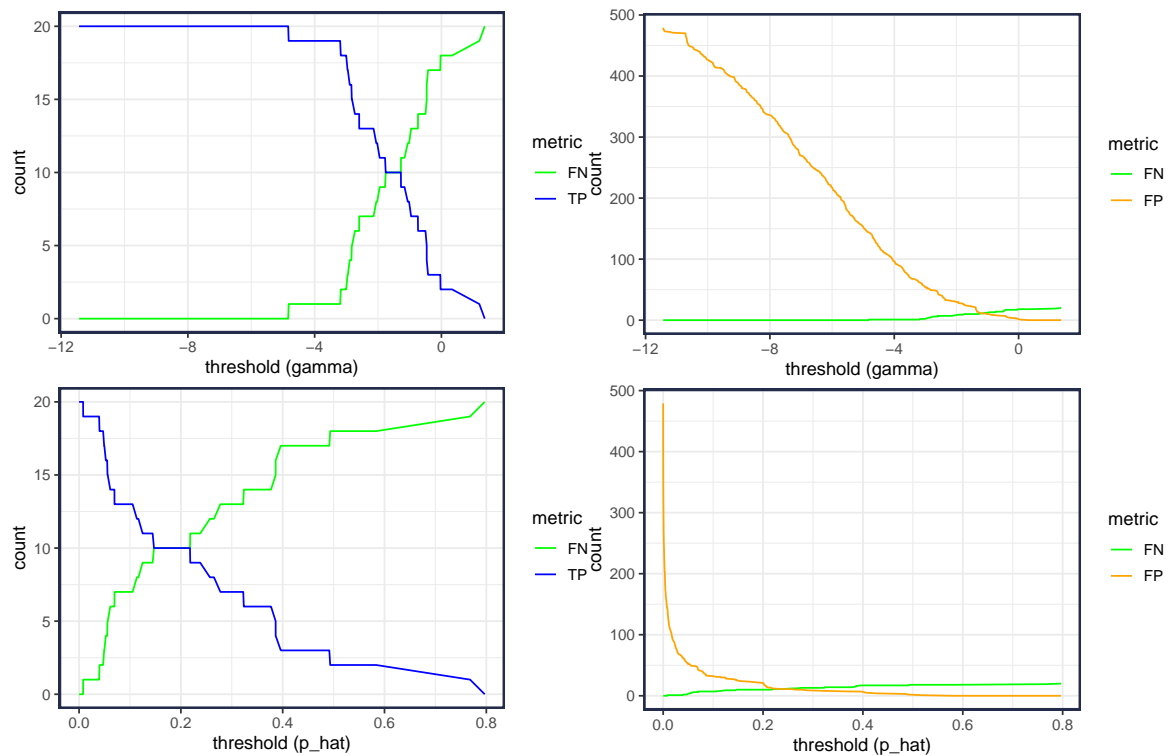 20
15
10
5
0
count
−12
−8
−4
0
threshold (gamma)
metric
FN
TP
500
400
300
200
100
0
count
−12
−8
−4
0
threshold (gamma)
metric
FN
FP
20
15
10
5
0
count
0.0
0.2
0.4
0.6
0.8
threshold (p_hat)
metric
FN
TP
500
400
300
200
100
0
count
0.0
0.2
0.4
0.6
0.8
threshold (p_hat)
metric
FN
FP